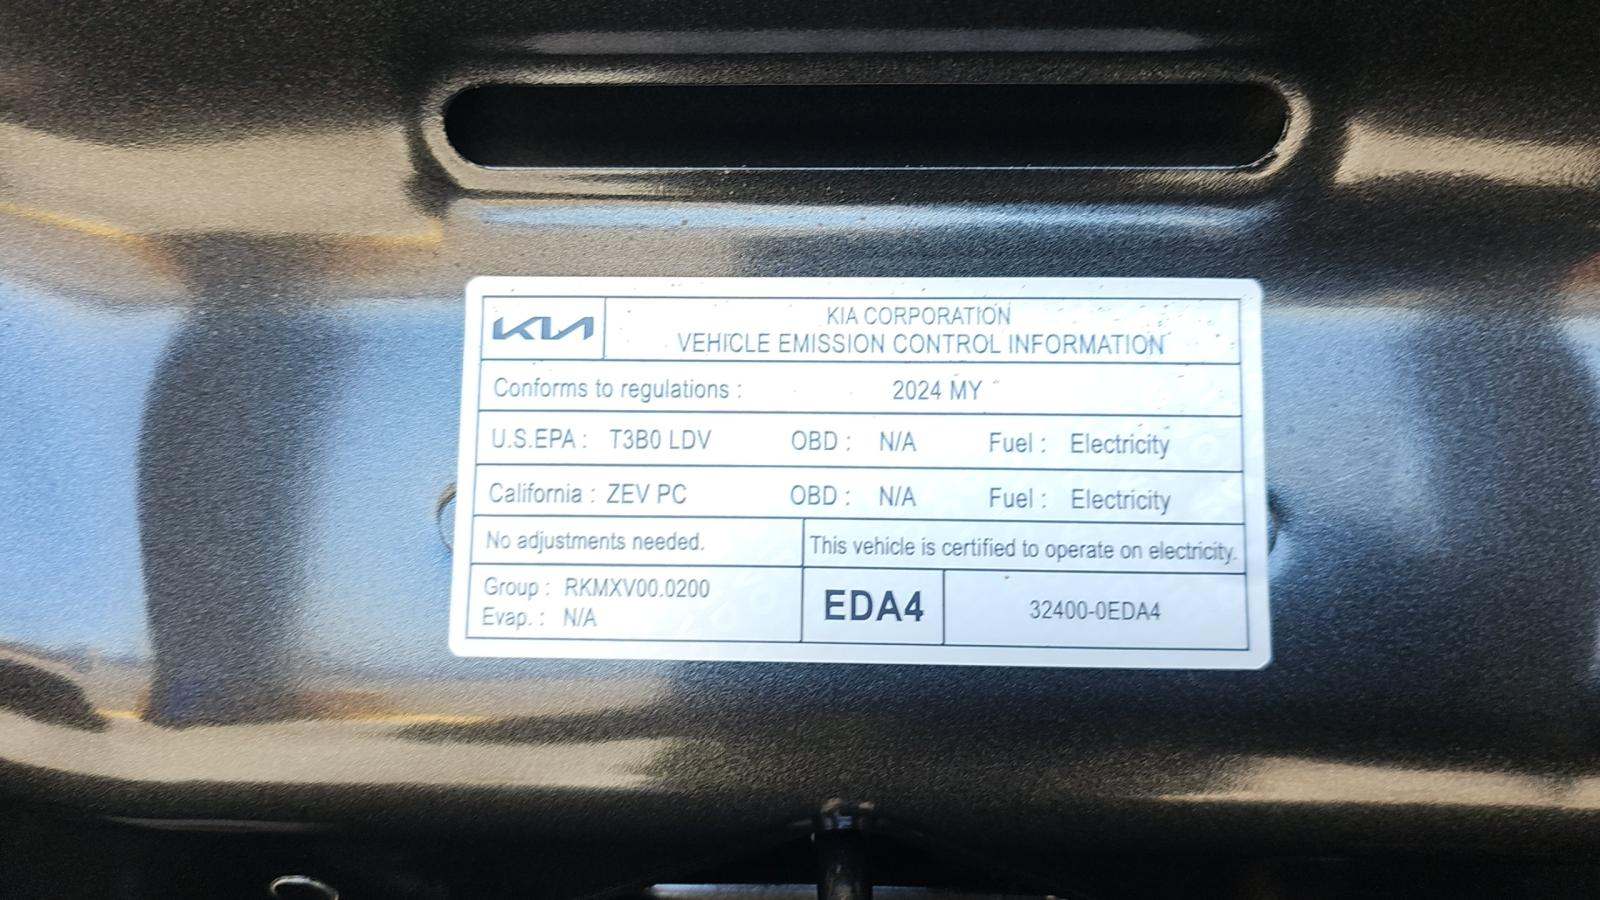 KIA
KIA CORPORATION
VEHICLE EMISSION CONTROL INFORMATION
Conforms to regulations : 2024 MY
U.S.EPA : T3B0 LDV OBD : N/A Fuel : Electricity
California : ZEV PC OBD : N/A Fuel : Electricity
No adjustments needed. This vehicle is certified to operate on electricity.
Group : RKMXV00.0200
Evap. : N/A
EDA4
32400-0EDA4